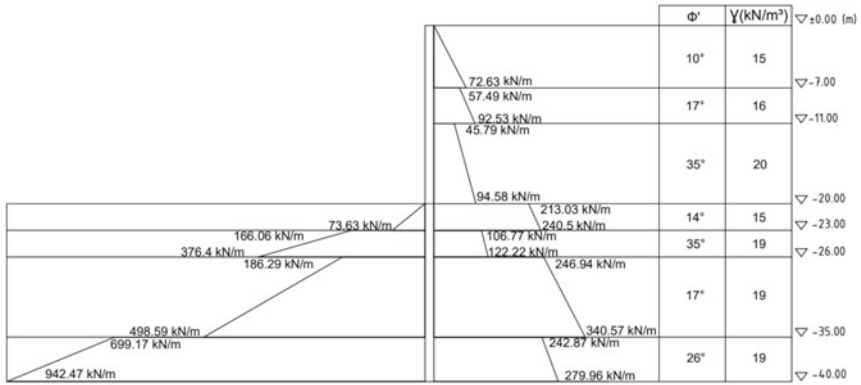 Φ' ɣ(kN/m³) ▽±0.00 (m)
10° 15
72.63 kN/m ▽-7.00
57.49 kN/m
17° 16
92.53 kN/m ▽-11.00
45.79 kN/m
35° 20
94.58 kN/m ▽-20.00
213.03 kN/m
14° 15
73.63 kN/m 240.5 kN/m ▽-23.00
166.06 kN/m 106.77 kN/m
35° 19
376.4 kN/m 122.22 kN/m ▽-26.00
186.29 kN/m 246.94 kN/m
17° 19
498.59 kN/m 340.57 kN/m ▽-35.00
699.17 kN/m 242.87 kN/m
26° 19
942.47 kN/m 279.96 kN/m ▽-40.00